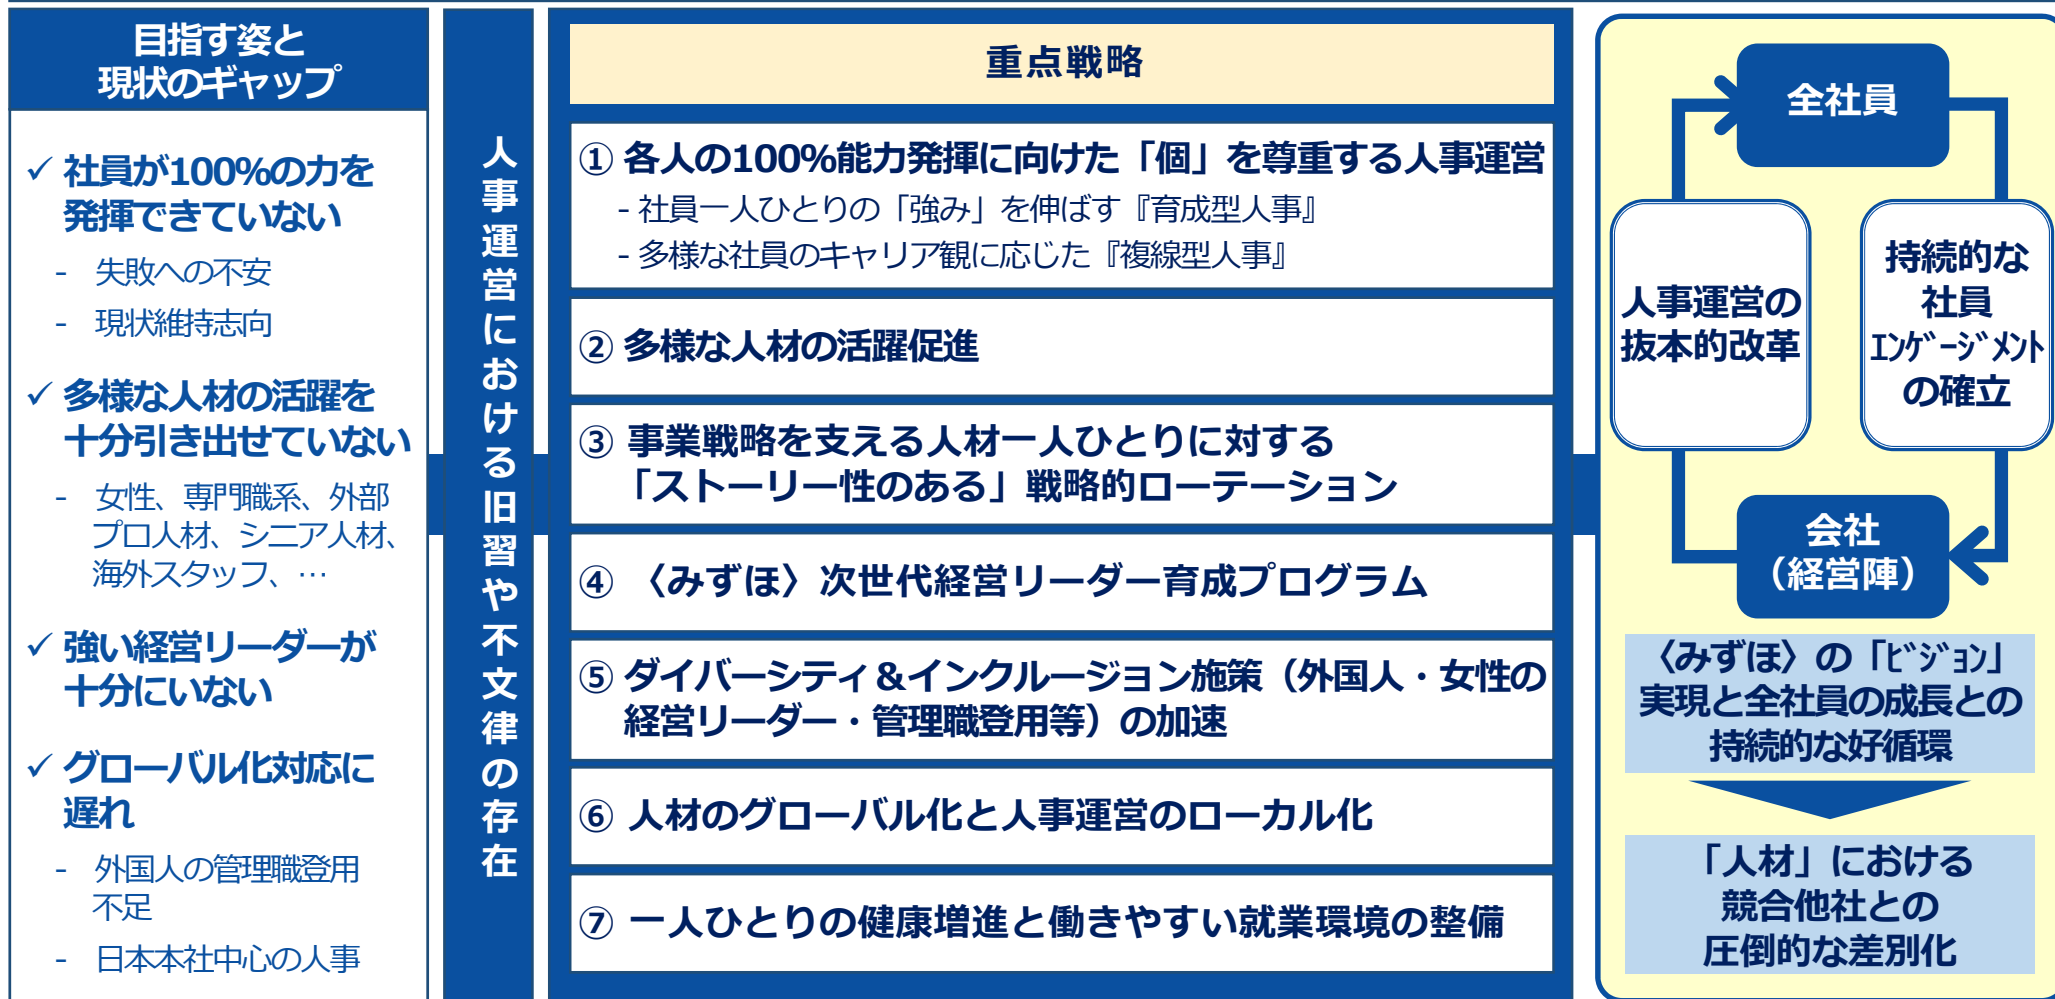 目指す姿と
現状のギャップ
✓ 社員が100%の力を
発揮できていない
- 失敗への不安
- 現状維持志向
✓ 多様な人材の活躍を
十分引き出せていない
- 女性、専門職系、外部
プロ人材、シニア人材、
海外スタッフ、…
✓ 強い経営リーダーが
十分にいない
✓ グローバル化対応に
遅れ
- 外国人の管理職登用
不足
- 日本本社中心の人事
人事運営における旧習や不文律の存在
重点戦略
① 各人の100%能力発揮に向けた「個」を尊重する人事運営
- 社員一人ひとりの「強み」を伸ばす『育成型人事』
- 多様な社員のキャリア観に応じた『複線型人事』
② 多様な人材の活躍促進
③ 事業戦略を支える人材一人ひとりに対する
「ストーリー性のある」戦略的ローテーション
④ 〈みずほ〉次世代経営リーダー育成プログラム
⑤ ダイバーシティ＆インクルージョン施策（外国人・女性の
経営リーダー・管理職登用等）の加速
⑥ 人材のグローバル化と人事運営のローカル化
⑦ 一人ひとりの健康増進と働きやすい就業環境の整備
全社員
人事運営の
抜本的改革
持続的な
社員
ｴﾝｹﾞｰｼﾞﾒﾝﾄ
の確立
会社
（経営陣）
〈みずほ〉の「ﾋﾞｼﾞｮﾝ」
実現と全社員の成長との
持続的な好循環
「人材」における
競合他社との
圧倒的な差別化